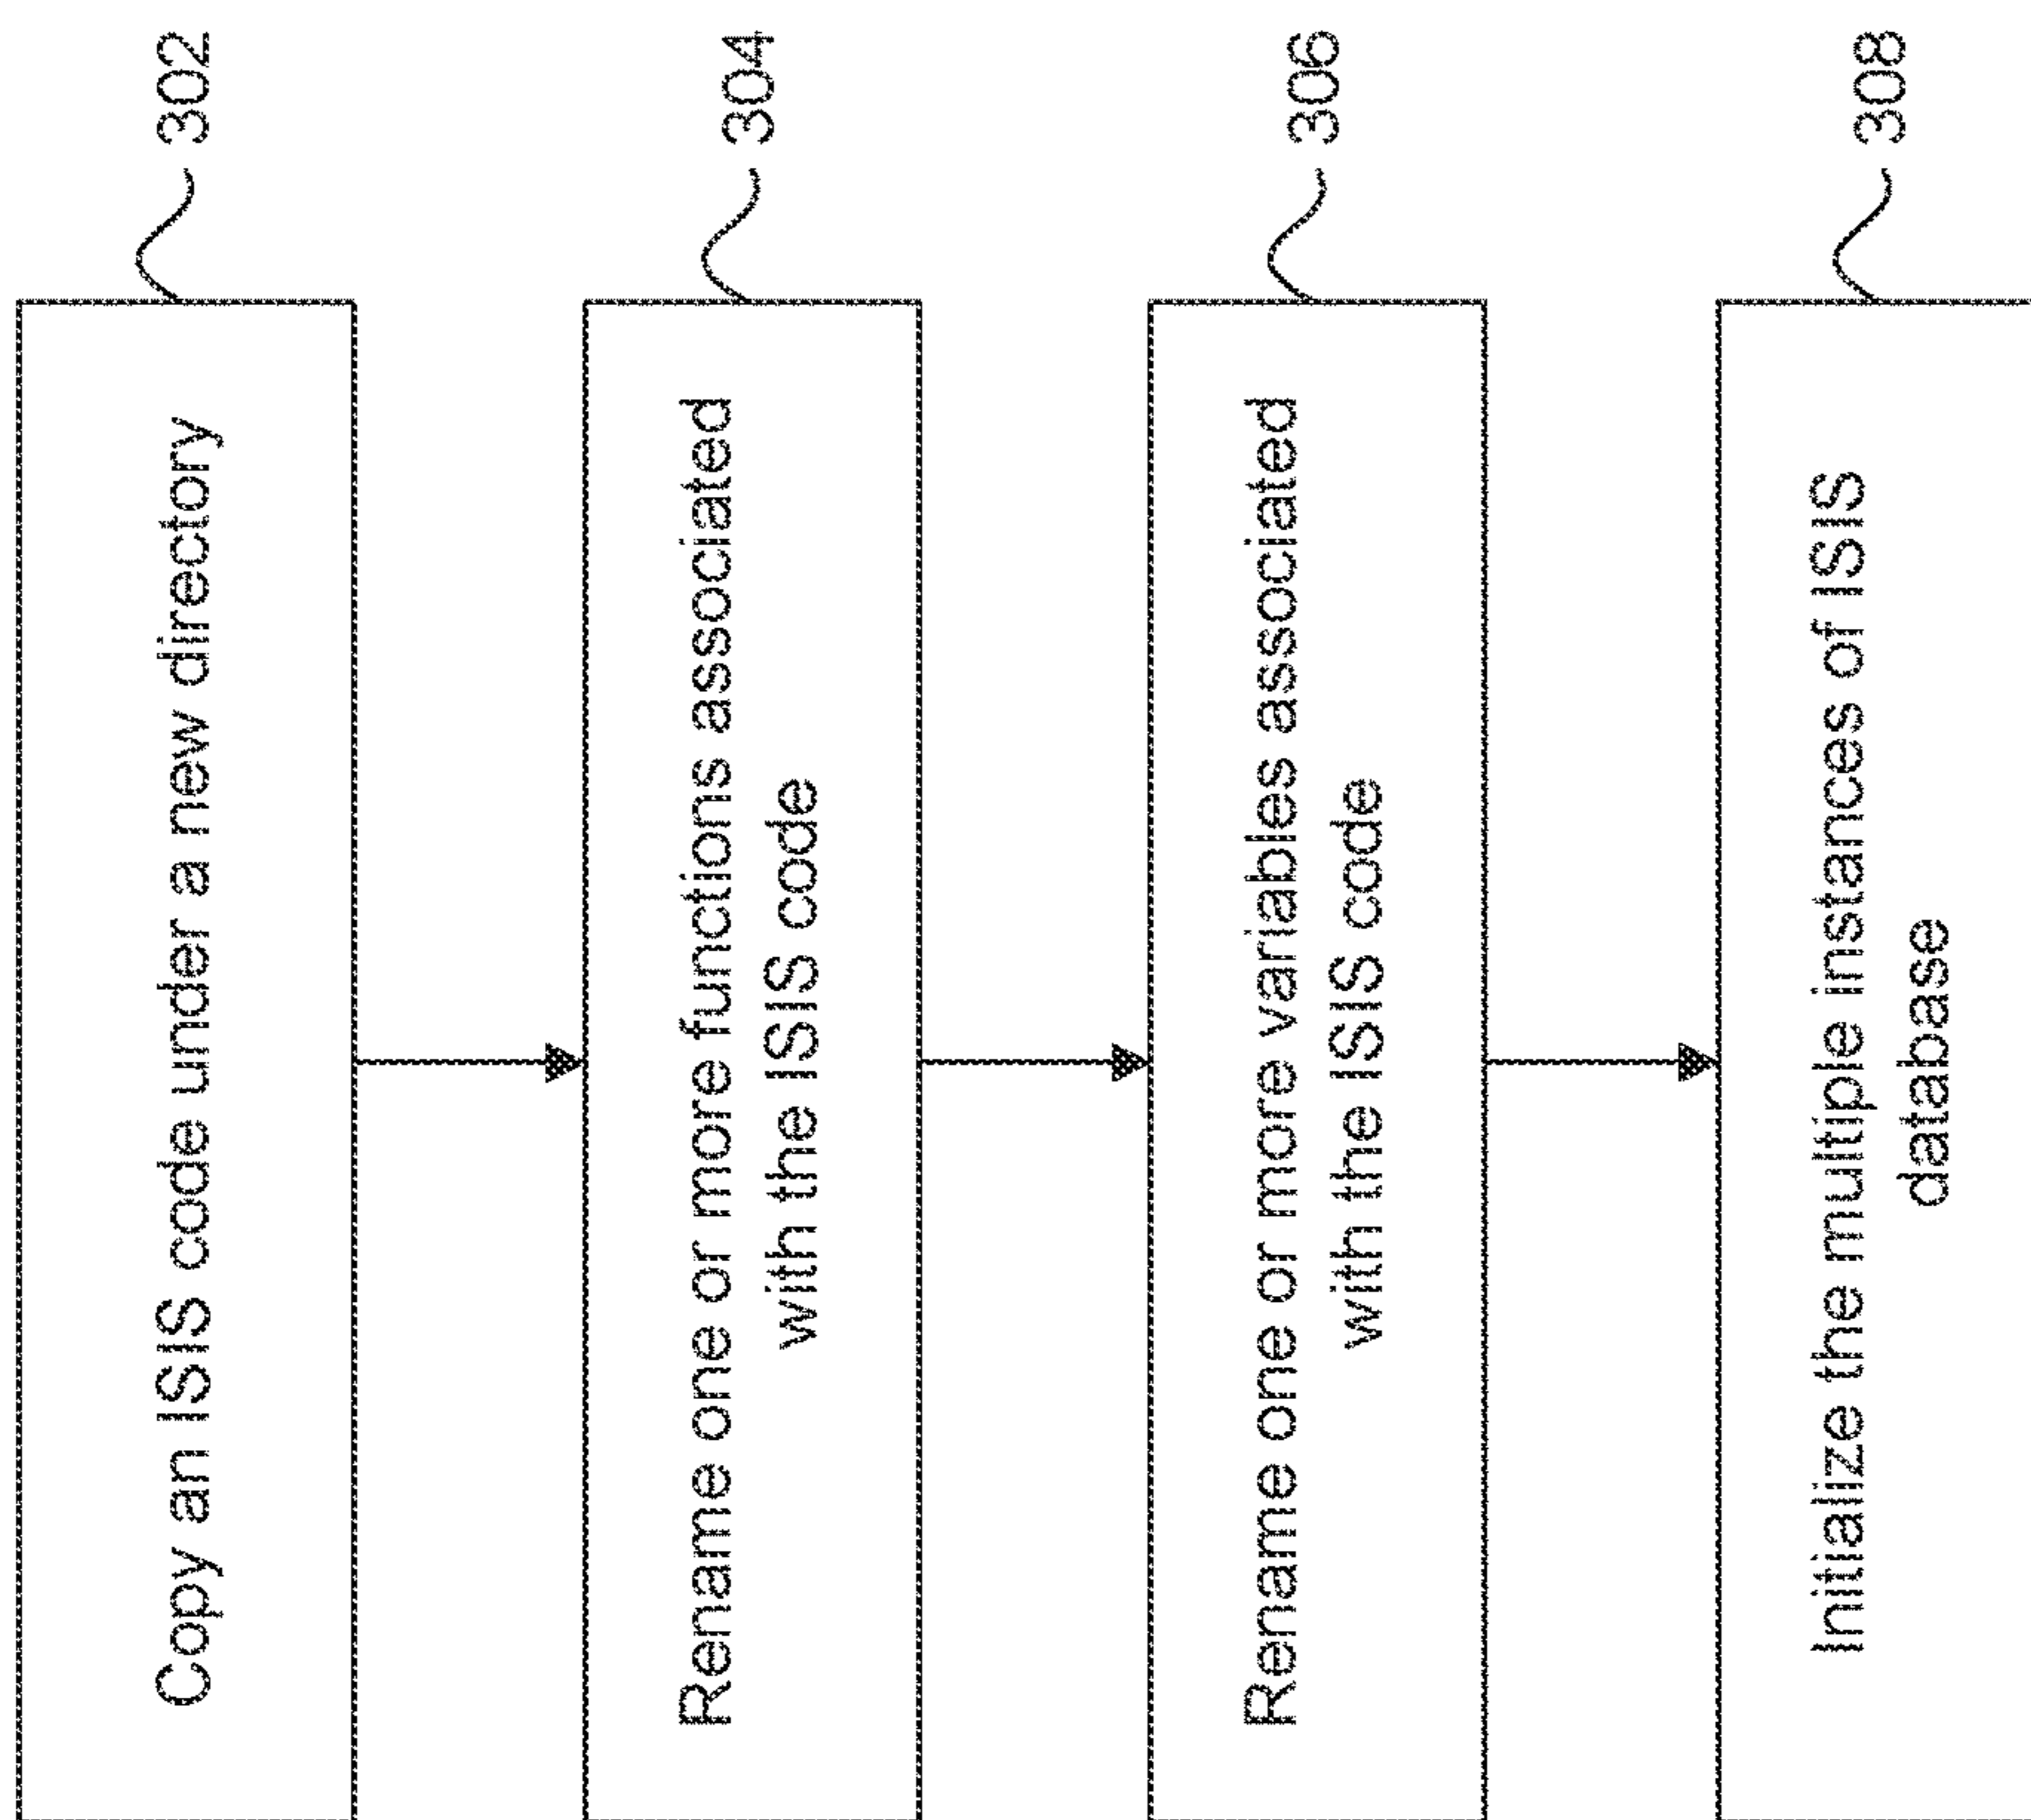 Copy an ISIS code under a new directory
302
Rename one or more functions associated
with the ISIS code
304
Rename one or more variables associated
with the ISIS code
306
Initialize the multiple instances of ISIS
database
308